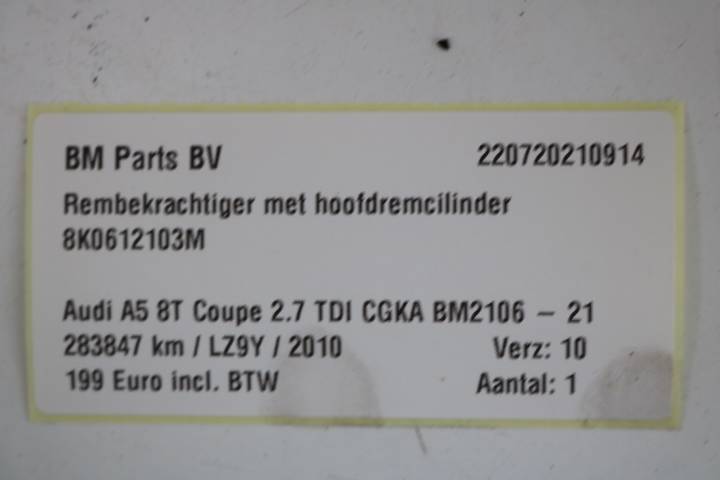 BM Parts BV 220720210914
Rembekrachtiger met hoofdremcilinder
8K0612103M
Audi A5 8T Coupe 2.7 TDI CGKA BM2106 – 21
283847 km / LZ9Y / 2010 Verz: 10
199 Euro incl. BTW Aantal: 1